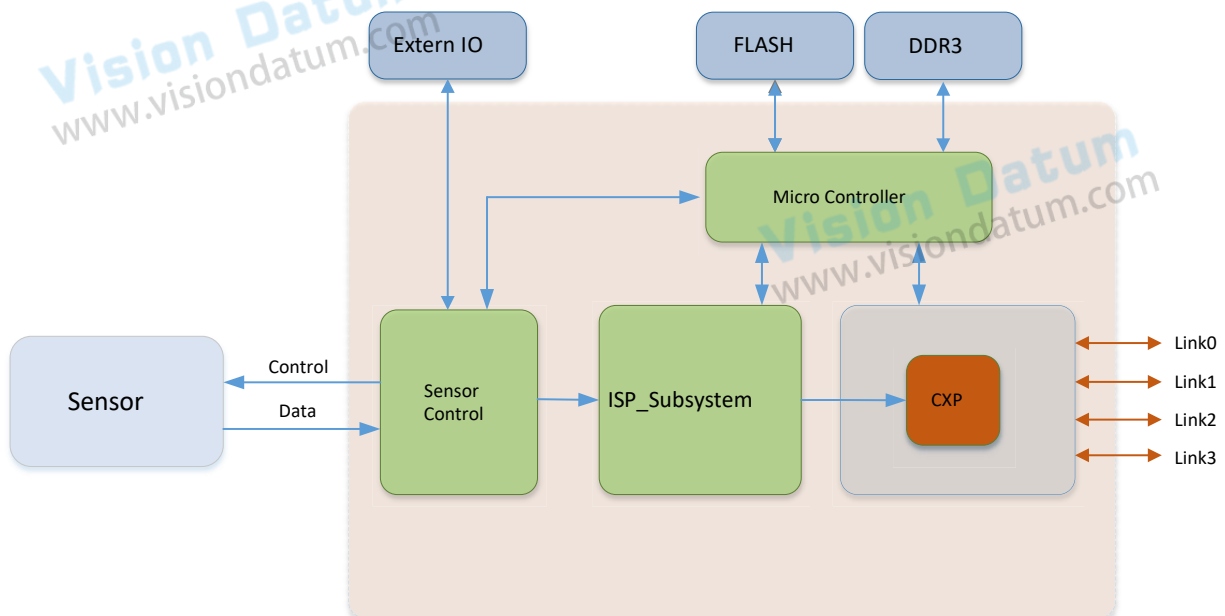 Vision Datum
www.visiondatum.com
Extern IO
FLASH
DDR3
Micro Controller
Vision Datum
www.visiondatum.com
Sensor
Control
Data
Sensor
Control
ISP_Subsystem
CXP
Link0
Link1
Link2
Link3